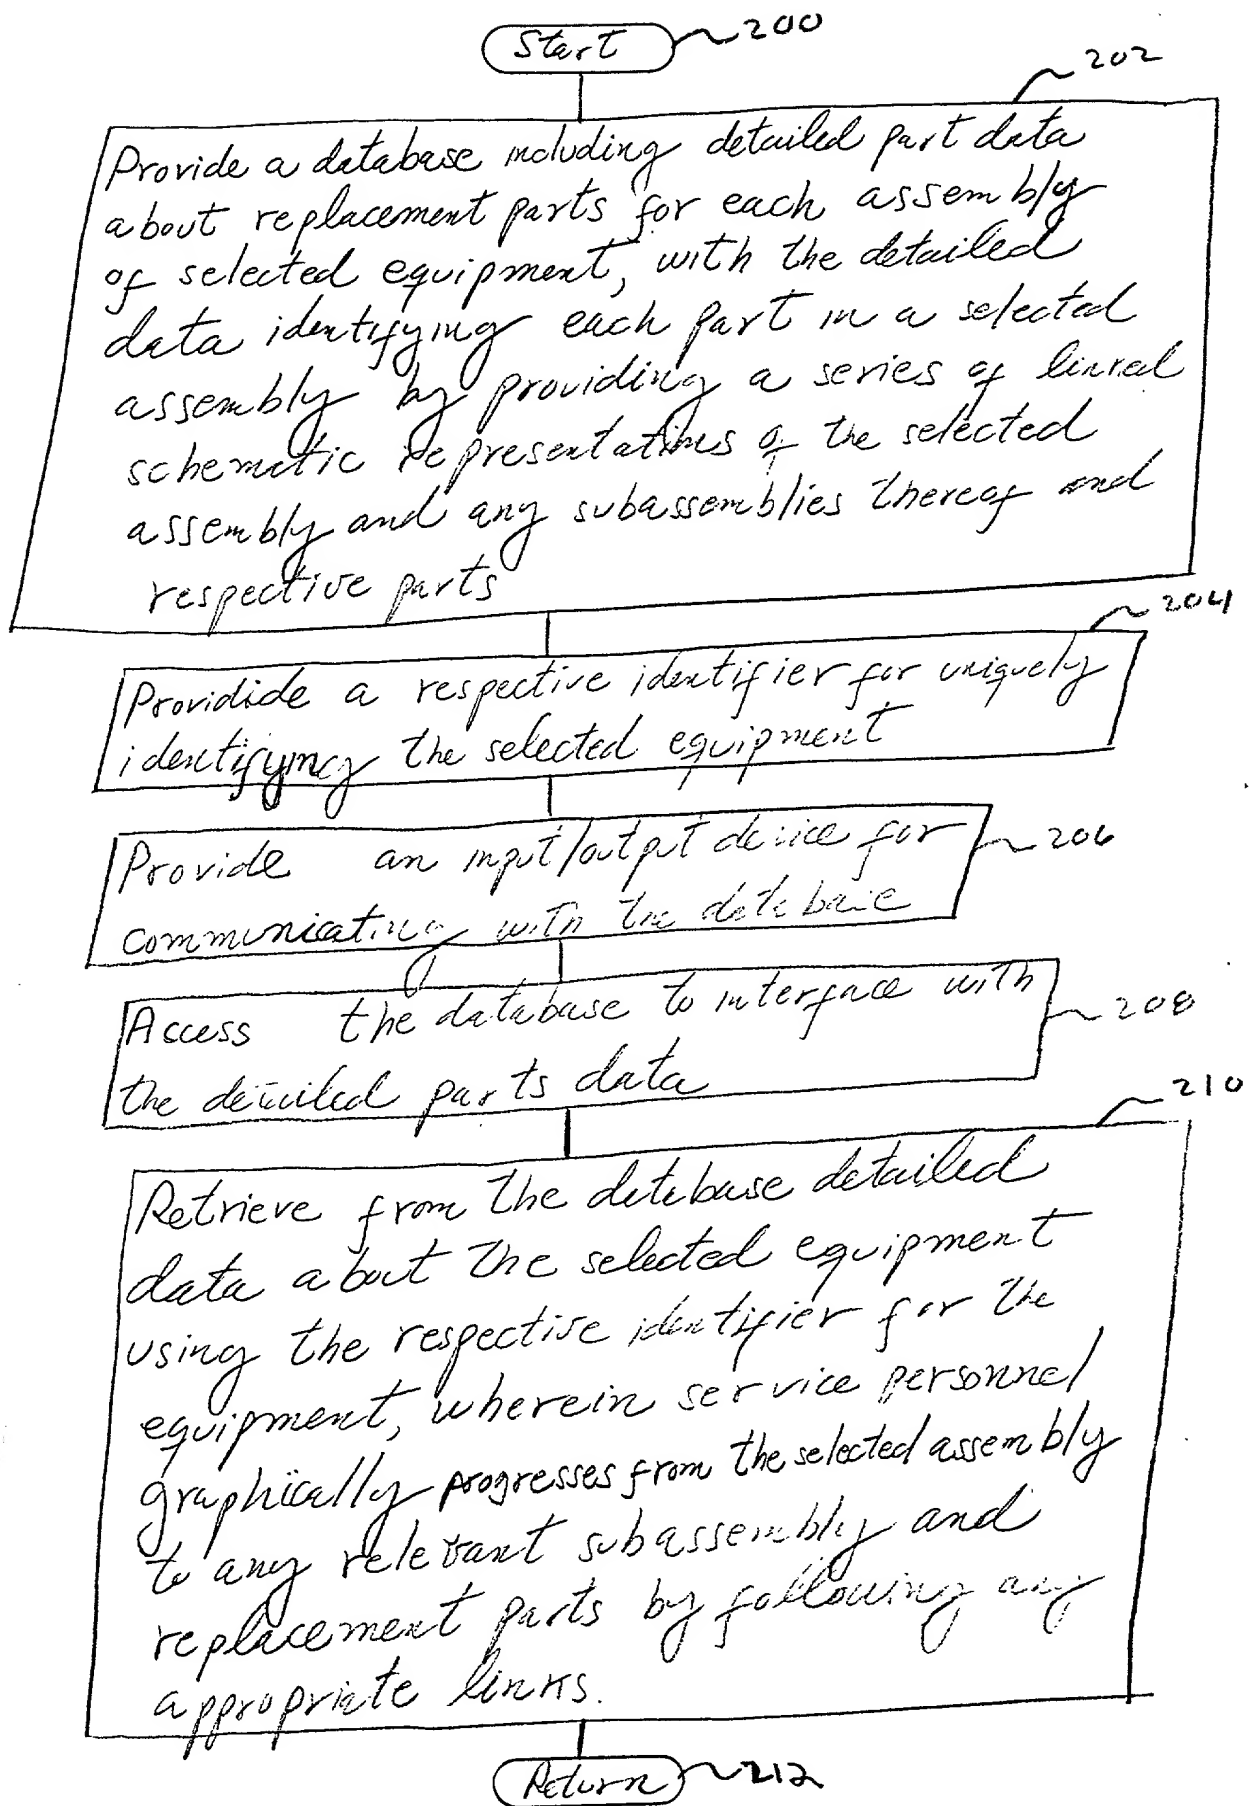 Start 200
202
Provide a database including detailed part data
about replacement parts for each assembly
of selected equipment, with the detailed
data identifying each part in a selected
assembly by providing a series of linked
schematic representations of the selected
assembly and any subassemblies thereof and
respective parts
204
Providide a respective identifier for uniquely
identifying the selected equipment
Provide an input/output device for 206
communicating with the database
Access the database to interface with
208
the detailed parts data
210
Retrieve from the database detailed
data about the selected equipment
using the respective identifier for the
equipment, wherein service personnel
graphically progresses from the selected assembly
to any relevant subassembly and
replacement parts by following any
appropriate links.
Return 212